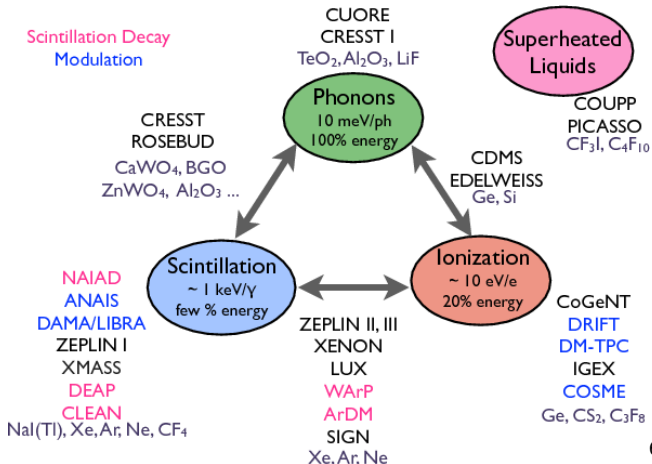 Scintillation Decay
Modulation
CUORE
CRESST I
TeO₂, Al₂O₃, LiF
Superheated
Liquids
COUPP
PICASSO
CF₃I, C₄F₁₀
Phonons
10 meV/ph
100% energy
CRESST
ROSEBUD
CaWO₄, BGO
ZnWO₄, Al₂O₃ ...
CDMS
EDELWEISS
Ge, Si
Scintillation
~ 1 keV/γ
few % energy
Ionization
~ 10 eV/e
20% energy
NAIAD
ANAIS
DAMA/LIBRA
ZEPLIN I
XMASS
DEAP
CLEAN
NaI(Tl), Xe, Ar, Ne, CF₄
ZEPLIN II, III
XENON
LUX
WArP
ArDM
SIGN
Xe, Ar, Ne
CoGeNT
DRIFT
DM-TPC
IGEX
COSME
Ge, CS₂, C₃F₈